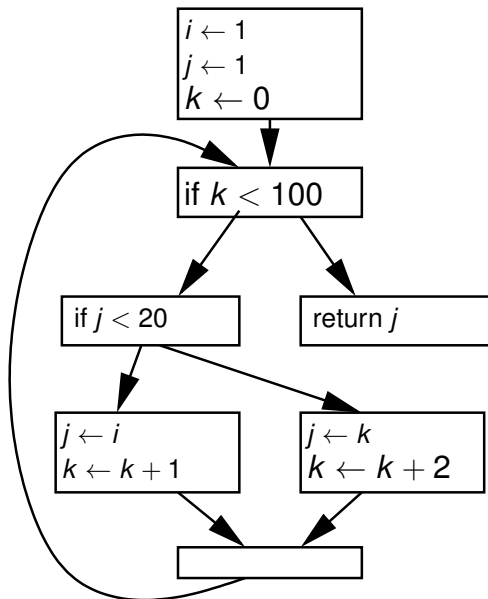 i ← 1
j ← 1
k ← 0
if k < 100
if j < 20
return j
j ← i
k ← k + 1
j ← k
k ← k + 2